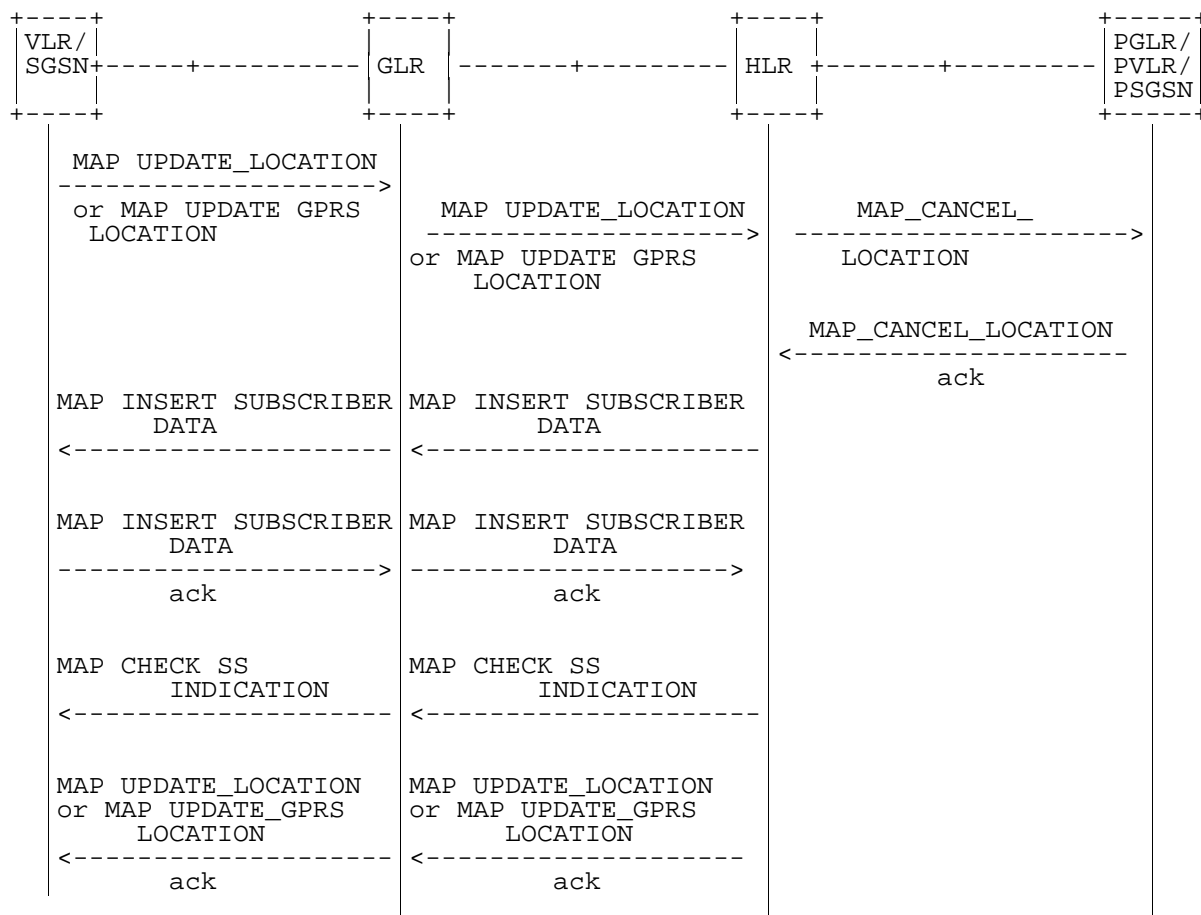 VLR/
SGSN
GLR
HLR
PGLR/
PVLR/
PSGSN
MAP UPDATE_LOCATION
or MAP UPDATE GPRS
LOCATION
MAP UPDATE_LOCATION
or MAP UPDATE GPRS
LOCATION
MAP_CANCEL_
LOCATION
MAP_CANCEL_LOCATION
ack
MAP INSERT SUBSCRIBER
DATA
MAP INSERT SUBSCRIBER
DATA
MAP INSERT SUBSCRIBER
DATA
ack
MAP INSERT SUBSCRIBER
DATA
ack
MAP CHECK SS
INDICATION
MAP CHECK SS
INDICATION
MAP UPDATE_LOCATION
or MAP UPDATE_GPRS
LOCATION
ack
MAP UPDATE_LOCATION
or MAP UPDATE_GPRS
LOCATION
ack